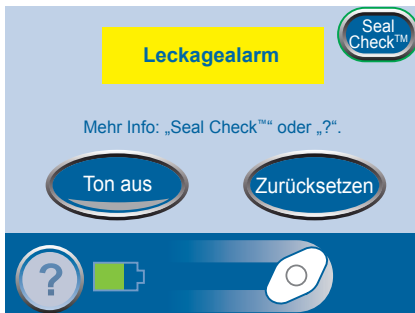 Seal
Check™
Leckagealarm
Mehr Info: „Seal Check™“ oder „?“.
Ton aus
Zurücksetzen
?